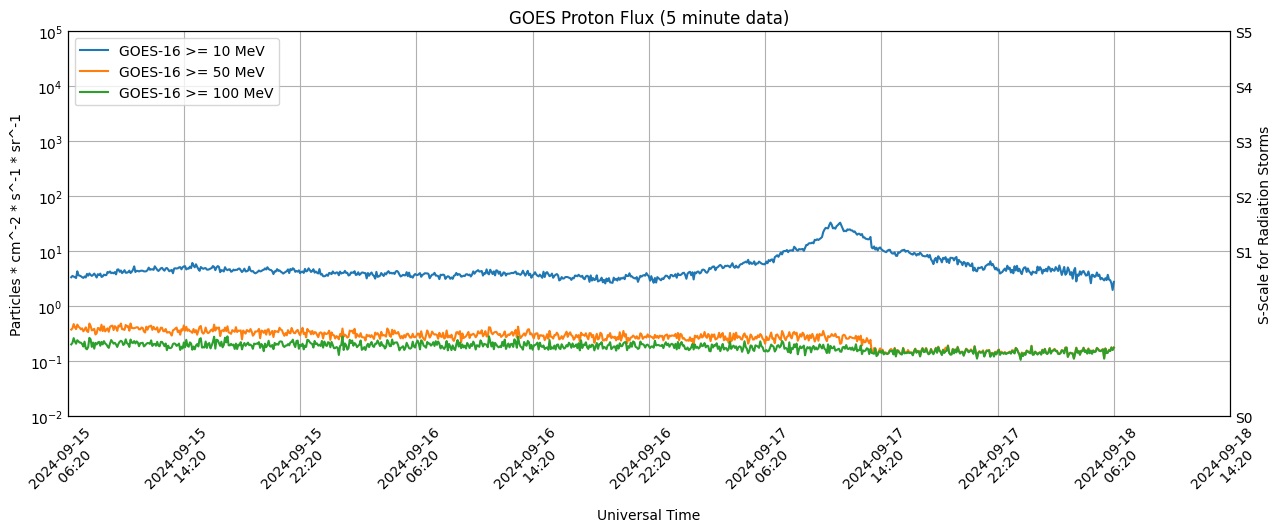 GOES Proton Flux (5 minute data)
GOES-16 >= 10 MeV
GOES-16 >= 50 MeV
GOES-16 >= 100 MeV
Particles * cm^-2 * s^-1 * sr^-1
10^5
10^4
10^3
10^2
10^1
10^0
10^-1
10^-2
S5
S4
S3
S2
S1
S0
S-Scale for Radiation Storms
2024-09-15
06:20
2024-09-15
14:20
2024-09-15
22:20
2024-09-16
06:20
2024-09-16
14:20
2024-09-16
22:20
2024-09-17
06:20
2024-09-17
14:20
2024-09-17
22:20
2024-09-18
06:20
2024-09-18
14:20
Universal Time